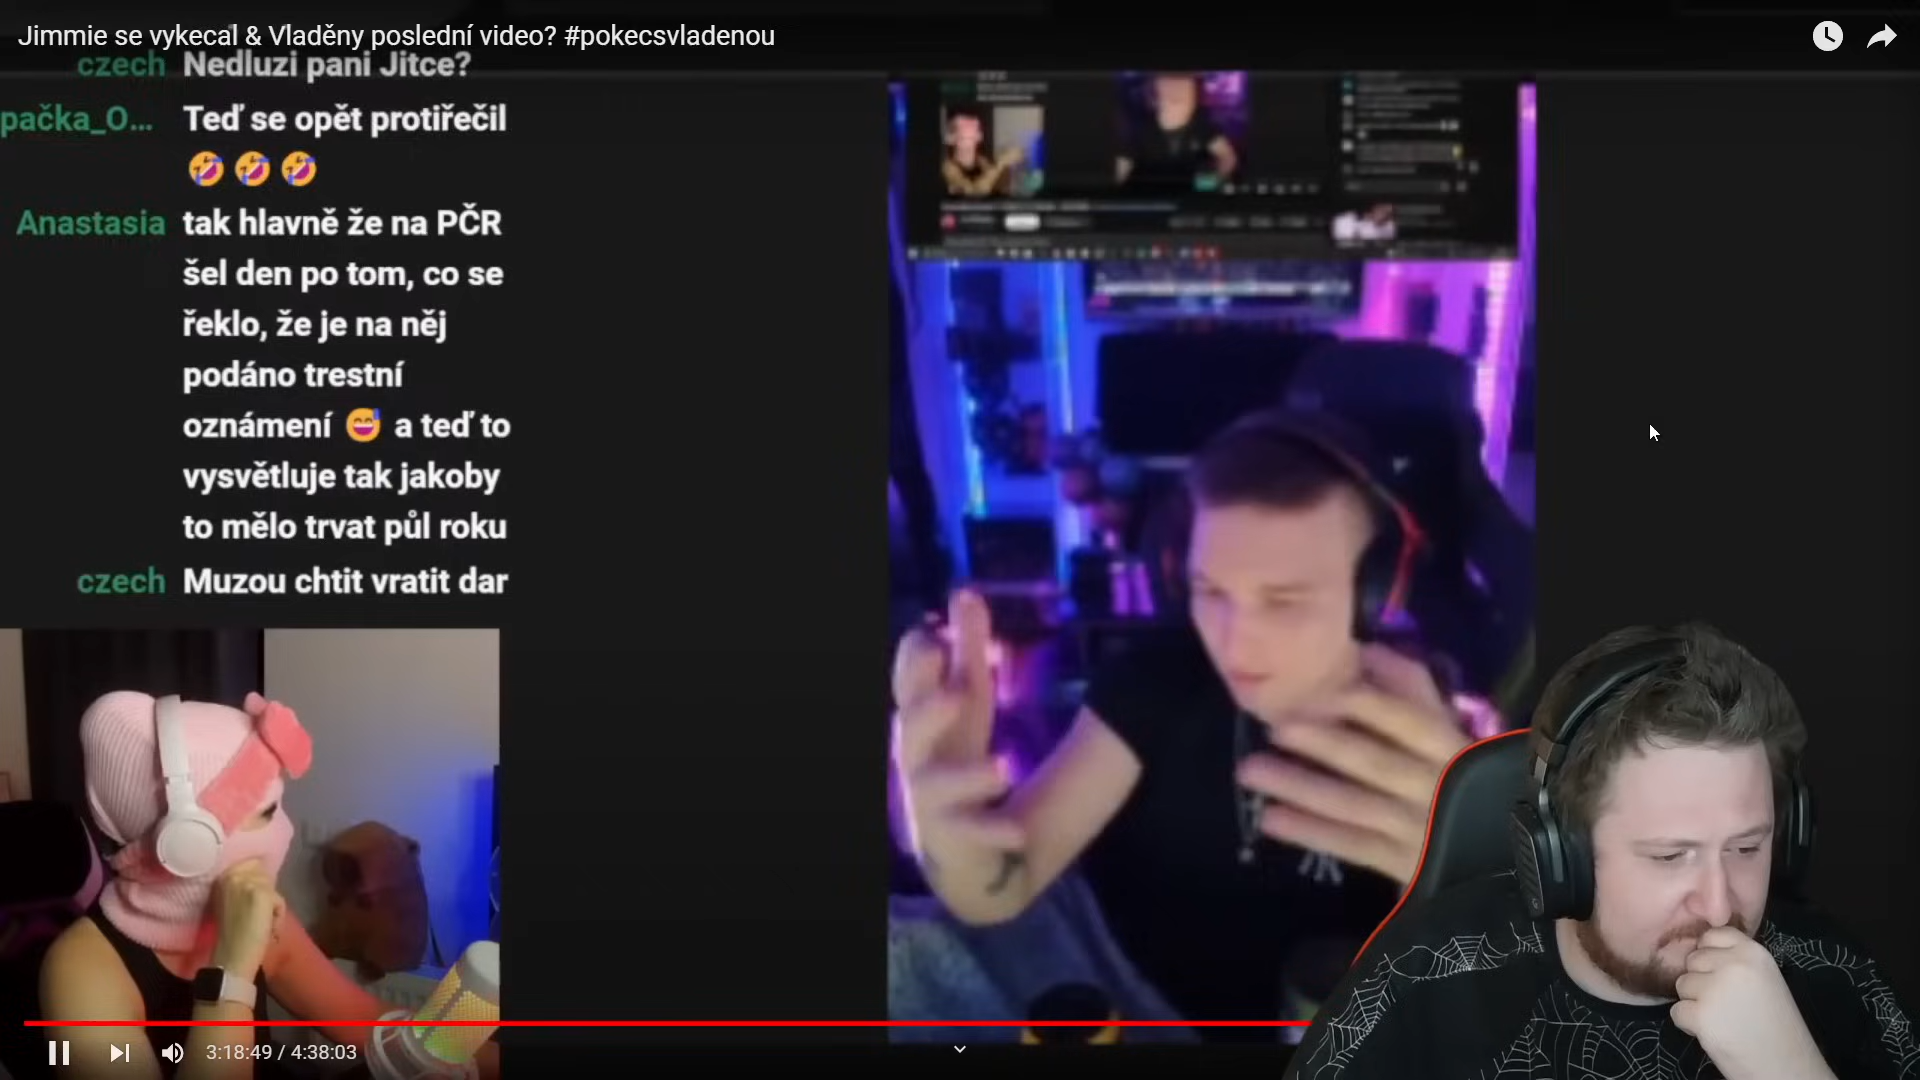 Jimmie se vykecal & Vladěny poslední video? #pokecsvladenou
czech Nedluzi pani Jitce?
pačka_O... Teď se opět protiřečil
🤣🤣🤣
Anastasia tak hlavně že na PČR
šel den po tom, co se
řeklo, že je na něj
podáno trestní
oznámení 😅 a teď to
vysvětluje tak jakoby
to mělo trvat půl roku
czech Muzou chtit vratit dar
3:18:49 / 4:38:03